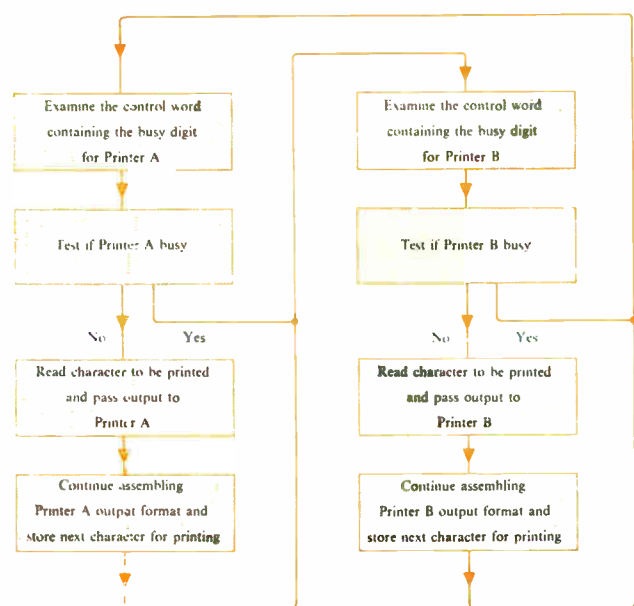 Examine the control word
containing the busy digit
for Printer A
Test if Printer A busy
No
Yes
Read character to be printed
and pass output to
Printer A
Continue assembling
Printer A output format and
store next character for printing
Examine the control word
containing the busy digit
for Printer B
Test if Printer B busy
No
Yes
Read character to be printed
and pass output to
Printer B
Continue assembling
Printer B output format and
store next character for printing